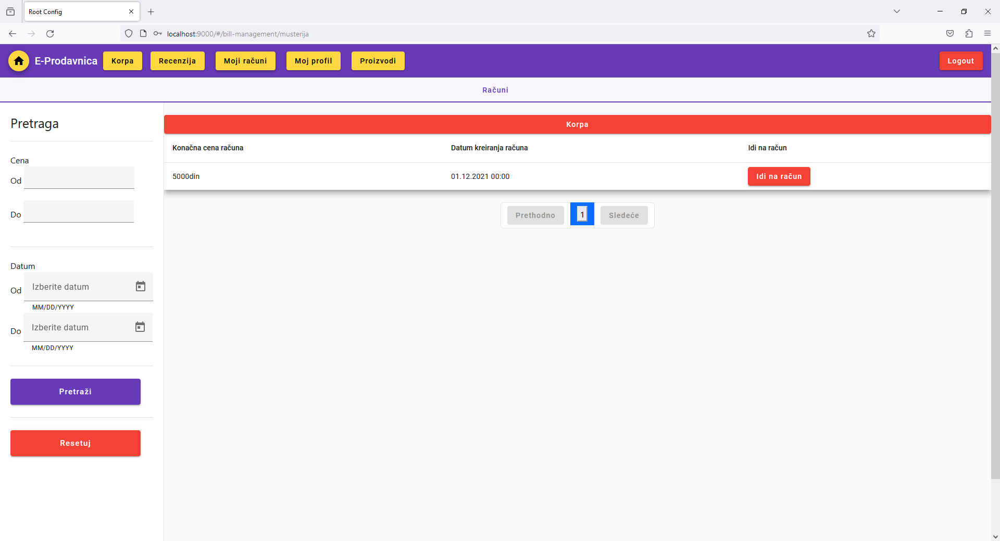 Root Config
localhost:9000/#/bill-management/musterija
E-Prodavnica Korpa Recenzija Moji računi Moj profil Proizvodi Logout
Računi
Pretraga
Cena
Od
Do
Datum
Od Izberite datum
MM/DD/YYYY
Do Izberite datum
MM/DD/YYYY
Pretraži
Resetuj
Korpa
Konačna cena računa Datum kreiranja računa Idi na račun
5000din 01.12.2021 00:00 Idi na račun
Prethodno 1 Sledeće